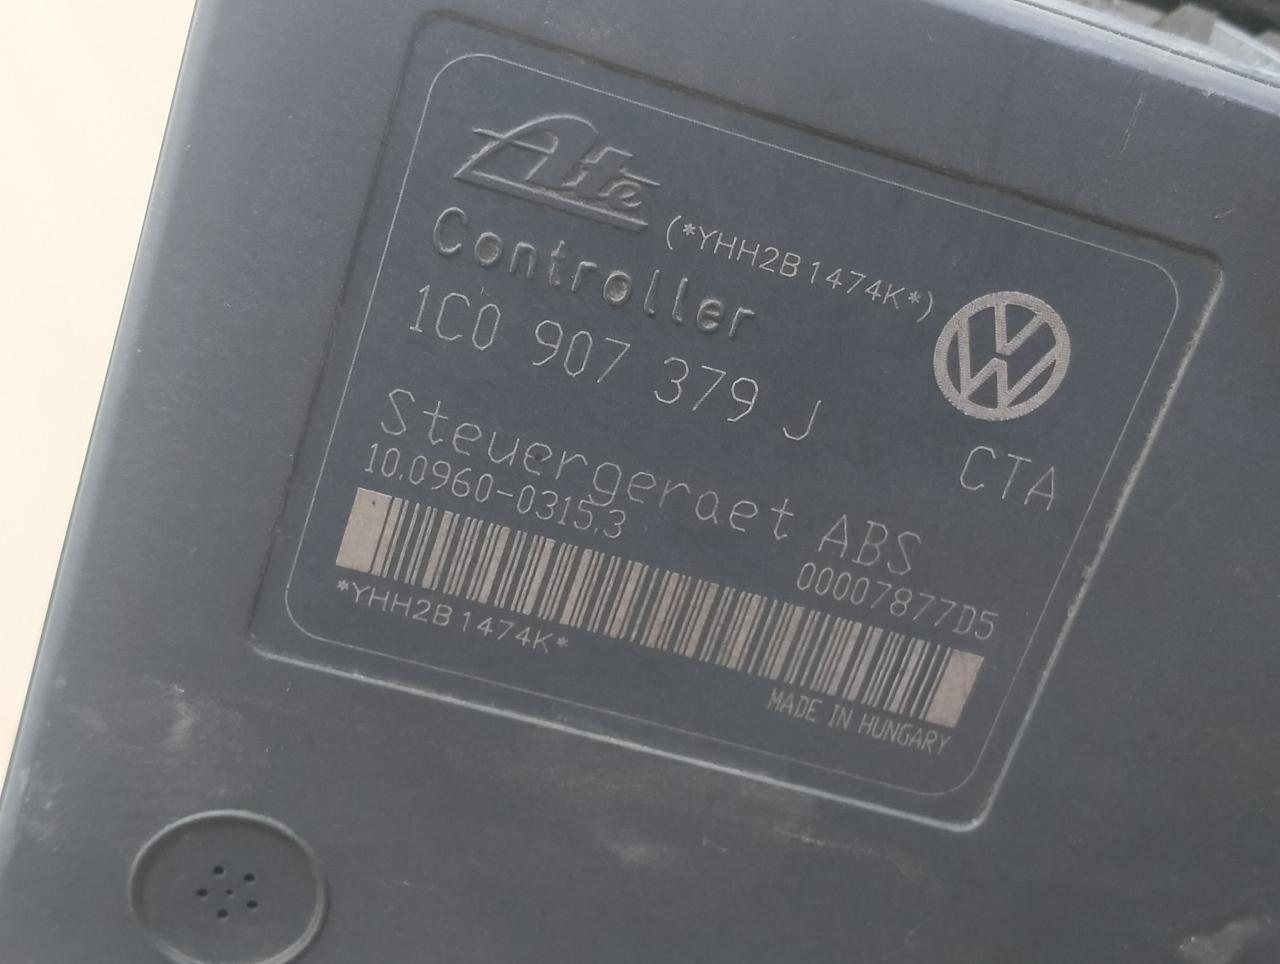 Ate
(*YHH2B1474K*)
Controller
1C0 907 379 J
CTA
Steuergeraet ABS
10.0960-0315.3
00007877D5
*YHH2B1474K*
MADE IN HUNGARY